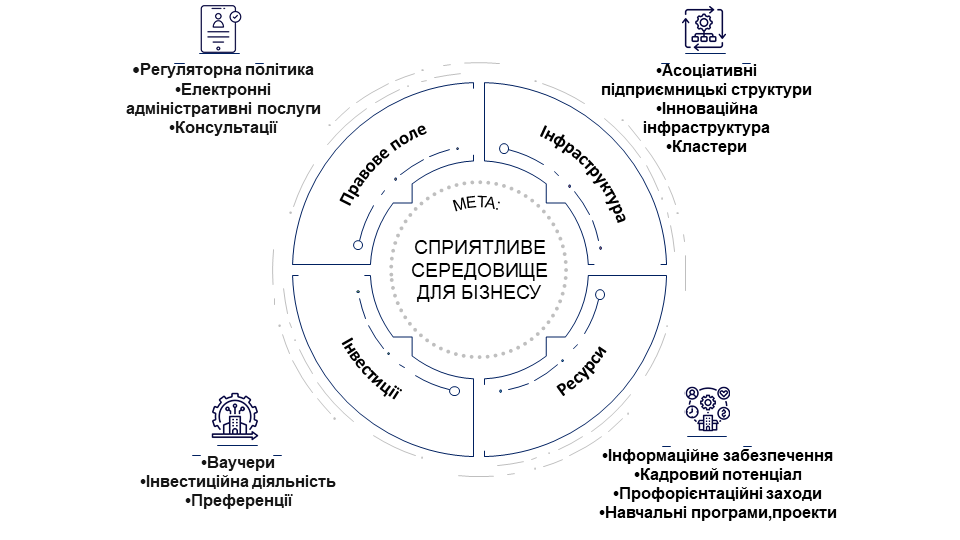 •Регуляторна політика
•Електронні
адміністративні послуги
•Консультації
•Асоціативні
підприємницькі структури
•Інноваційна
інфраструктура
•Кластери
Правове поле
Інфраструктура
МЕТА:
СПРИЯТЛИВЕ
СЕРЕДОВИЩЕ
ДЛЯ БІЗНЕСУ
Інвестиції
Ресурси
•Ваучери
•Інвестиційна діяльність
•Преференції
•Інформаційне забезпечення
•Кадровий потенціал
•Профорієнтаційні заходи
•Навчальні програми,проекти